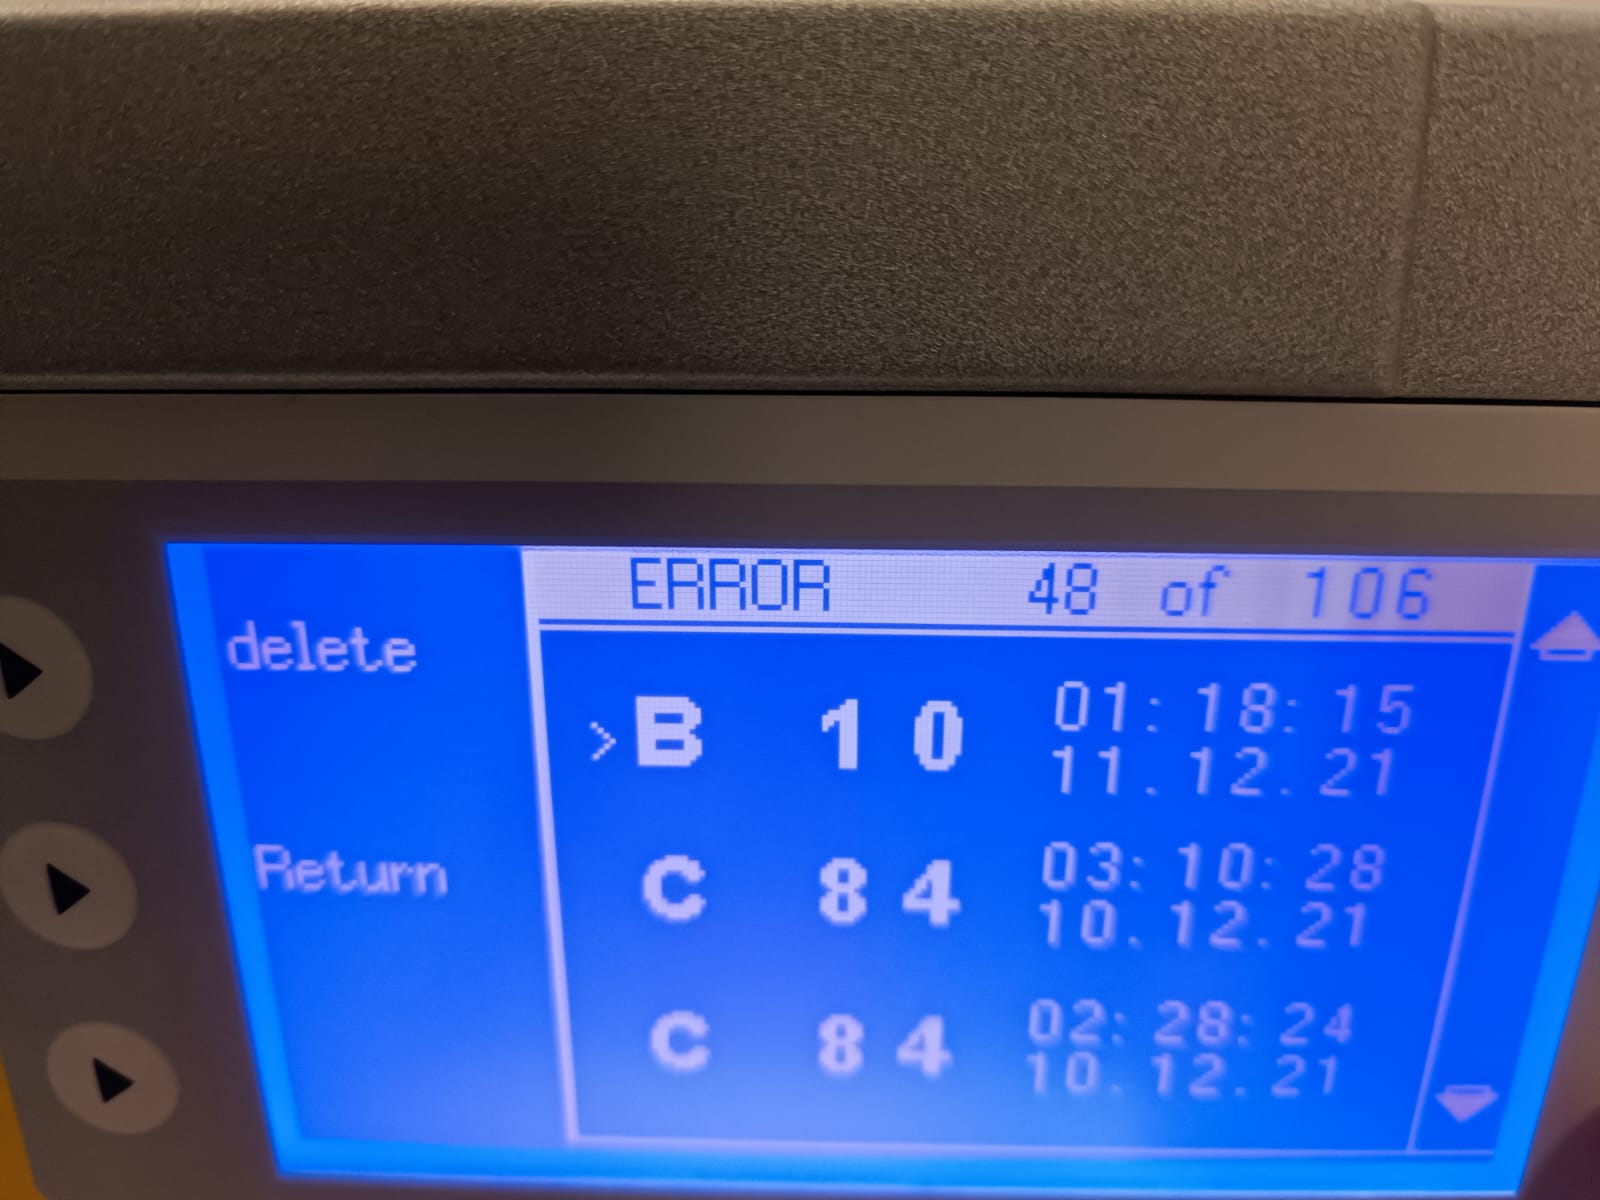 ERROR 48 of 106
delete
>B 10 01:18:15
11.12.21
C 84 03:10:28
10.12.21
Return
C 84 02:28:24
10.12.21